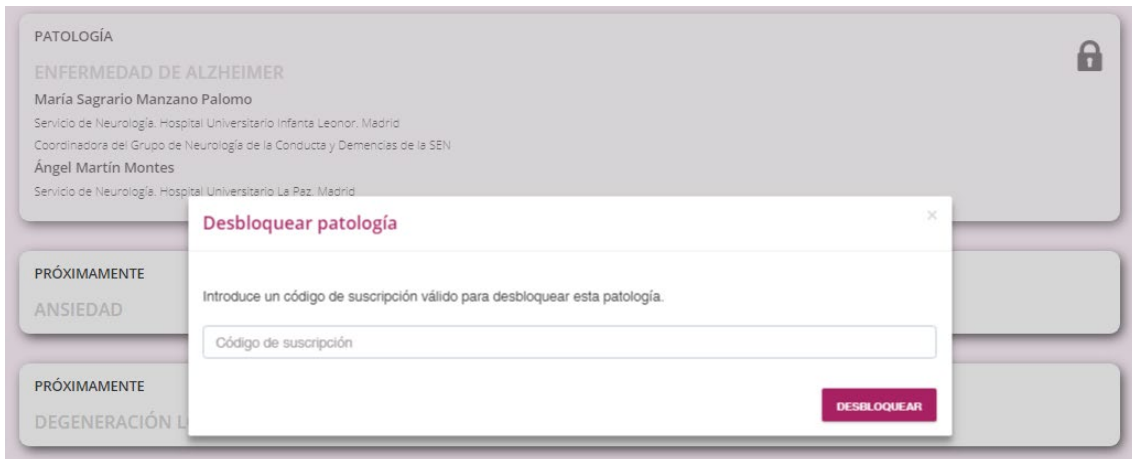 PATOLOGÍA
ENFERMEDAD DE ALZHEIMER
María Sagrario Manzano Palomo
Servicio de Neurología. Hospital Universitario Infanta Leonor. Madrid
Coordinadora del Grupo de Neurología de la Conducta y Demencias de la SEN
Ángel Martín Montes
Servicio de Neurología. Hospital Universitario La Paz. Madrid
Desbloquear patología
×
Introduce un código de suscripción válido para desbloquear esta patología.
Código de suscripción
DESBLOQUEAR
PRÓXIMAMENTE
ANSIEDAD
PRÓXIMAMENTE
DEGENERACIÓN